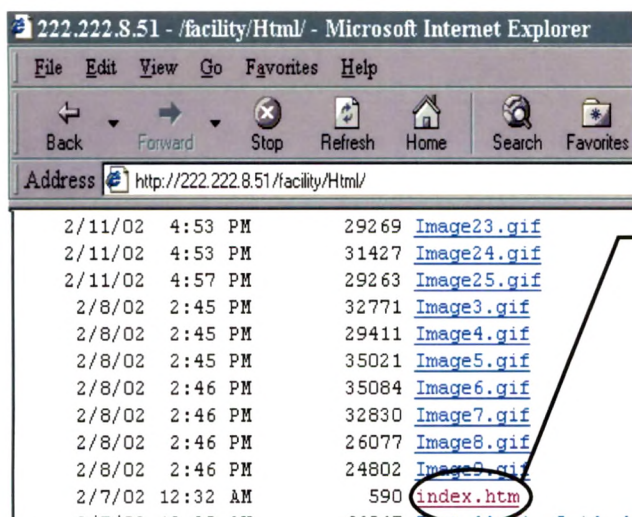 222.222.8.51 - /facility/Html/ - Microsoft Internet Explorer
File Edit View Go Favorites Help
Back Forward Stop Refresh Home Search Favorites
Address http://222.222.8.51/facility/Html/
2/11/02 4:53 PM 29269 Image23.gif
2/11/02 4:53 PM 31427 Image24.gif
2/11/02 4:57 PM 29263 Image25.gif
2/8/02 2:45 PM 32771 Image3.gif
2/8/02 2:45 PM 29411 Image4.gif
2/8/02 2:45 PM 35021 Image5.gif
2/8/02 2:46 PM 35084 Image6.gif
2/8/02 2:46 PM 32830 Image7.gif
2/8/02 2:46 PM 26077 Image8.gif
2/8/02 2:46 PM 24802 Image9.gif
2/7/02 12:32 AM 590 index.htm